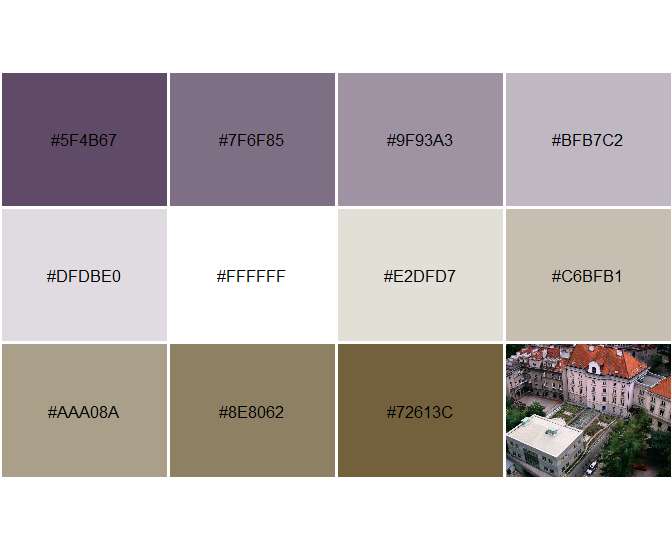 #5F4B67
#7F6F85
#9F93A3
#BFB7C2
#DFDBE0
#FFFFFF
#E2DFD7
#C6BFB1
#AAA08A
#8E8062
#72613C